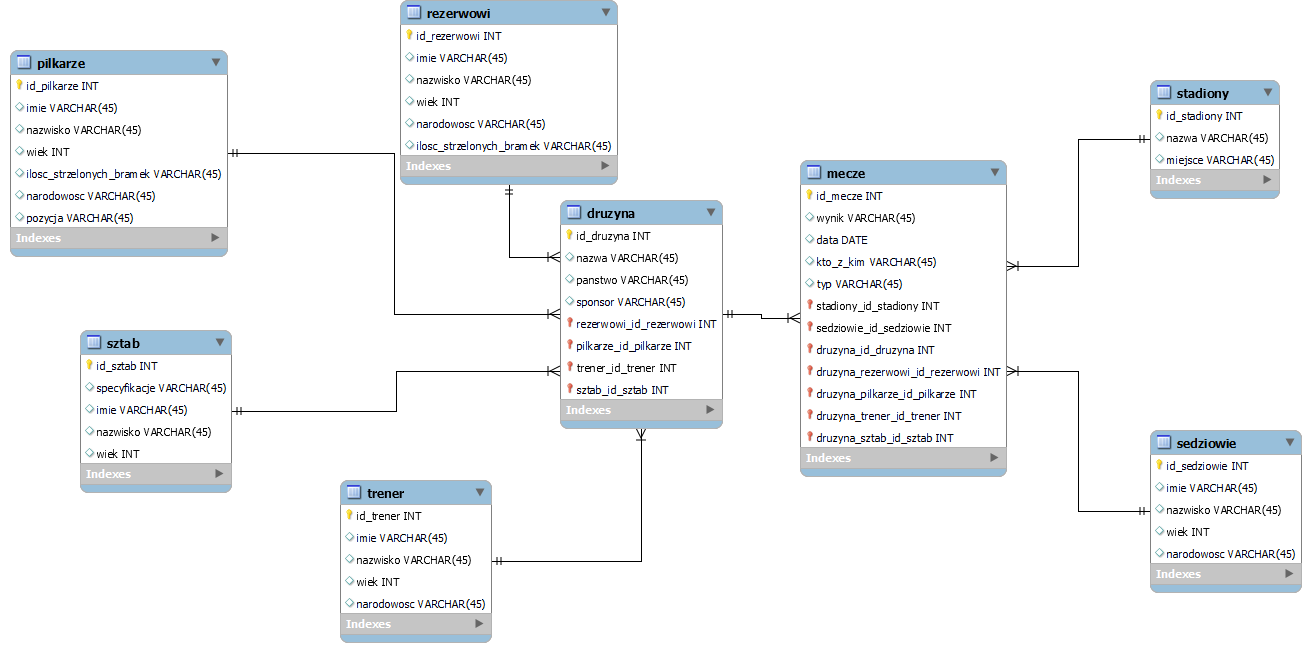 rezerwowi
id_rezerwowi INT
imie VARCHAR(45)
nazwisko VARCHAR(45)
wiek INT
narodowosc VARCHAR(45)
ilosc_strzelonych_bramek VARCHAR(45)
Indexes
pilkarze
id_pilkarze INT
imie VARCHAR(45)
nazwisko VARCHAR(45)
wiek INT
ilosc_strzelonych_bramek VARCHAR(45)
narodowosc VARCHAR(45)
pozycja VARCHAR(45)
Indexes
stadiony
id_stadiony INT
nazwa VARCHAR(45)
miejsce VARCHAR(45)
Indexes
mecze
id_mecze INT
wynik VARCHAR(45)
data DATE
kto_z_kim VARCHAR(45)
typ VARCHAR(45)
stadiony_id_stadiony INT
sedziowie_id_sedziowie INT
druzyna_id_druzyna INT
druzyna_rezerwowi_id_rezerwowi INT
druzyna_pilkarze_id_pilkarze INT
druzyna_trener_id_trener INT
druzyna_sztab_id_sztab INT
Indexes
druzyna
id_druzyna INT
nazwa VARCHAR(45)
panstwo VARCHAR(45)
sponsor VARCHAR(45)
rezerwowi_id_rezerwowi INT
pilkarze_id_pilkarze INT
trener_id_trener INT
sztab_id_sztab INT
Indexes
sztab
id_sztab INT
specyfikacje VARCHAR(45)
imie VARCHAR(45)
nazwisko VARCHAR(45)
wiek INT
Indexes
sedziowie
id_sedziowie INT
imie VARCHAR(45)
nazwisko VARCHAR(45)
wiek INT
narodowosc VARCHAR(45)
Indexes
trener
id_trener INT
imie VARCHAR(45)
nazwisko VARCHAR(45)
wiek INT
narodowosc VARCHAR(45)
Indexes